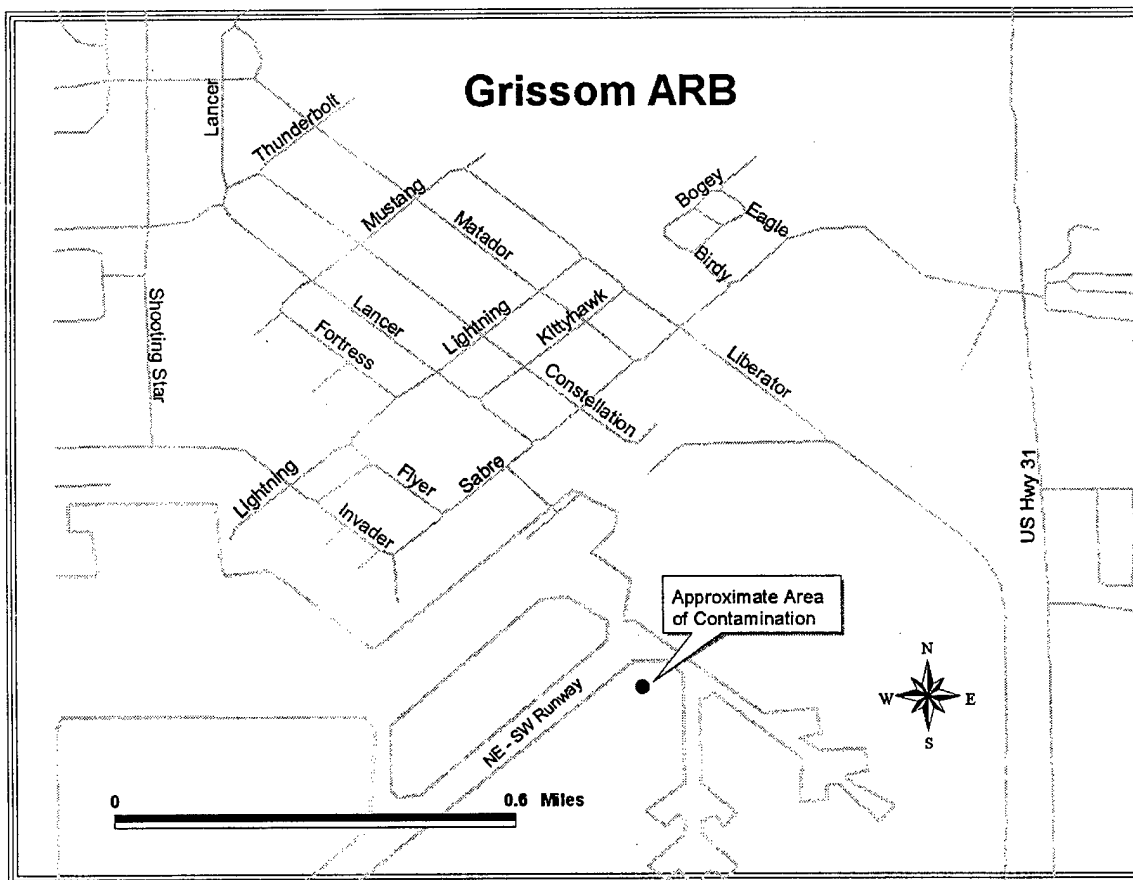 Grissom ARB
Lancer
Thunderbolt
Mustang
Matador
Bogey
Eagle
Birdy
Shooting Star
Lancer
Fortress
Lightning
Kittyhawk
Constellation
Liberator
US Hwy 31
Lightning
Flyer
Sabre
Invader
Approximate Area
of Contamination
NE - SW Runway
N
W
E
S
0
0.6 Miles